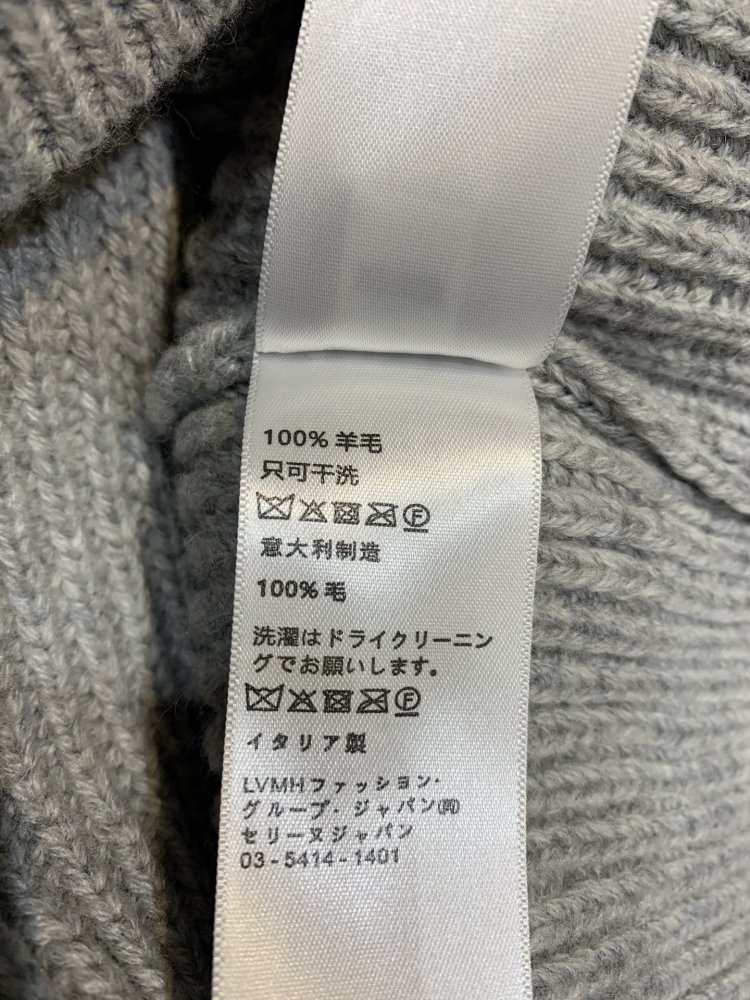 100% 羊毛
只可干洗
Ⓕ
意大利制造
100% 毛
洗濯はドライクリーニン
グでお願いします。
Ⓕ
イタリア製
LVMHファッション・
グループ・ジャパン㈾
セリーヌジャパン
03-5414-1401